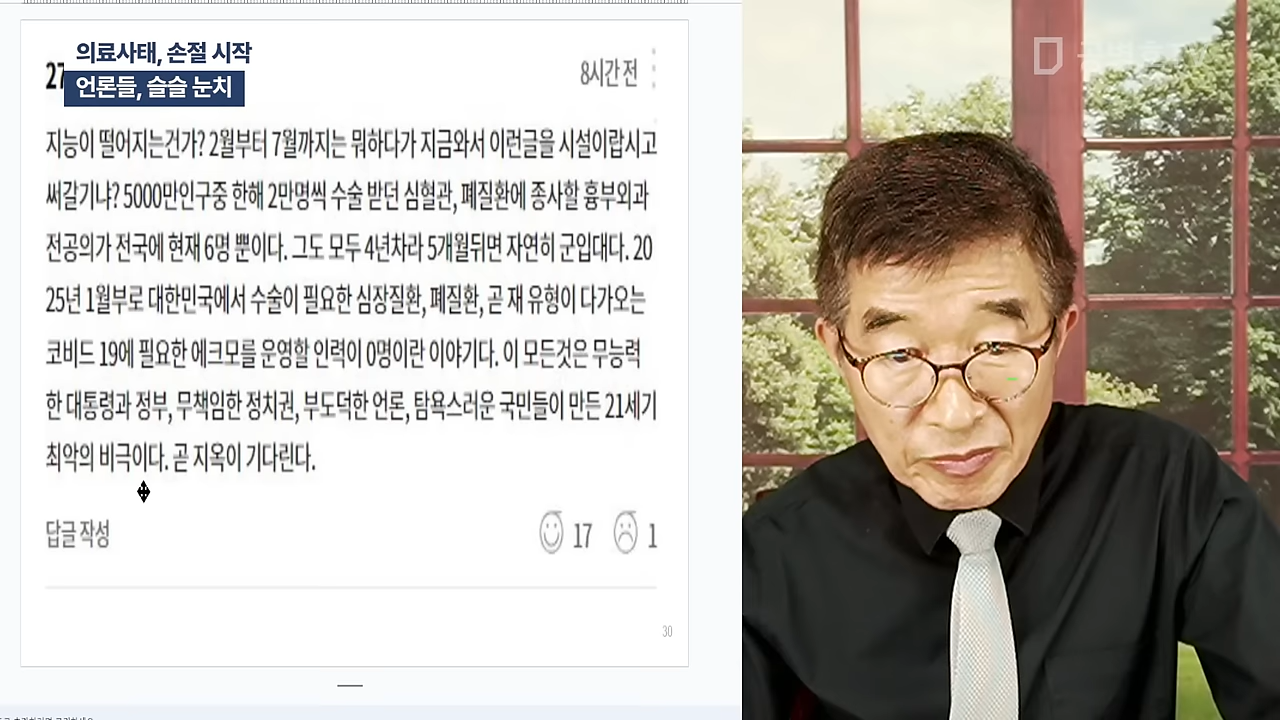 의료사태, 손절 시작
언론들, 슬슬 눈치
27
8시간 전
지능이 떨어지는건가? 2월부터 7월까지는 뭐하다가 지금와서 이런글을 시설이랍시고
써갈기냐? 5000만인구중 한해 2만명씩 수술 받던 심혈관, 폐질환에 종사할 흉부외과
전공의가 전국에 현재 6명 뿐이다. 그도 모두 4년차라 5개월뒤면 자연히 군입대다. 20
25년 1월부로 대한민국에서 수술이 필요한 심장질환, 폐질환, 곧 재 유형이 다가오는
코비드 19에 필요한 에크모를 운영할 인력이 0명이란 이야기다. 이 모든것은 무능력
한 대통령과 정부, 무책임한 정치권, 부도덕한 언론, 탐욕스러운 국민들이 만든 21세기
최악의 비극이다. 곧 지옥이 기다린다.
답글 작성
17
1
30